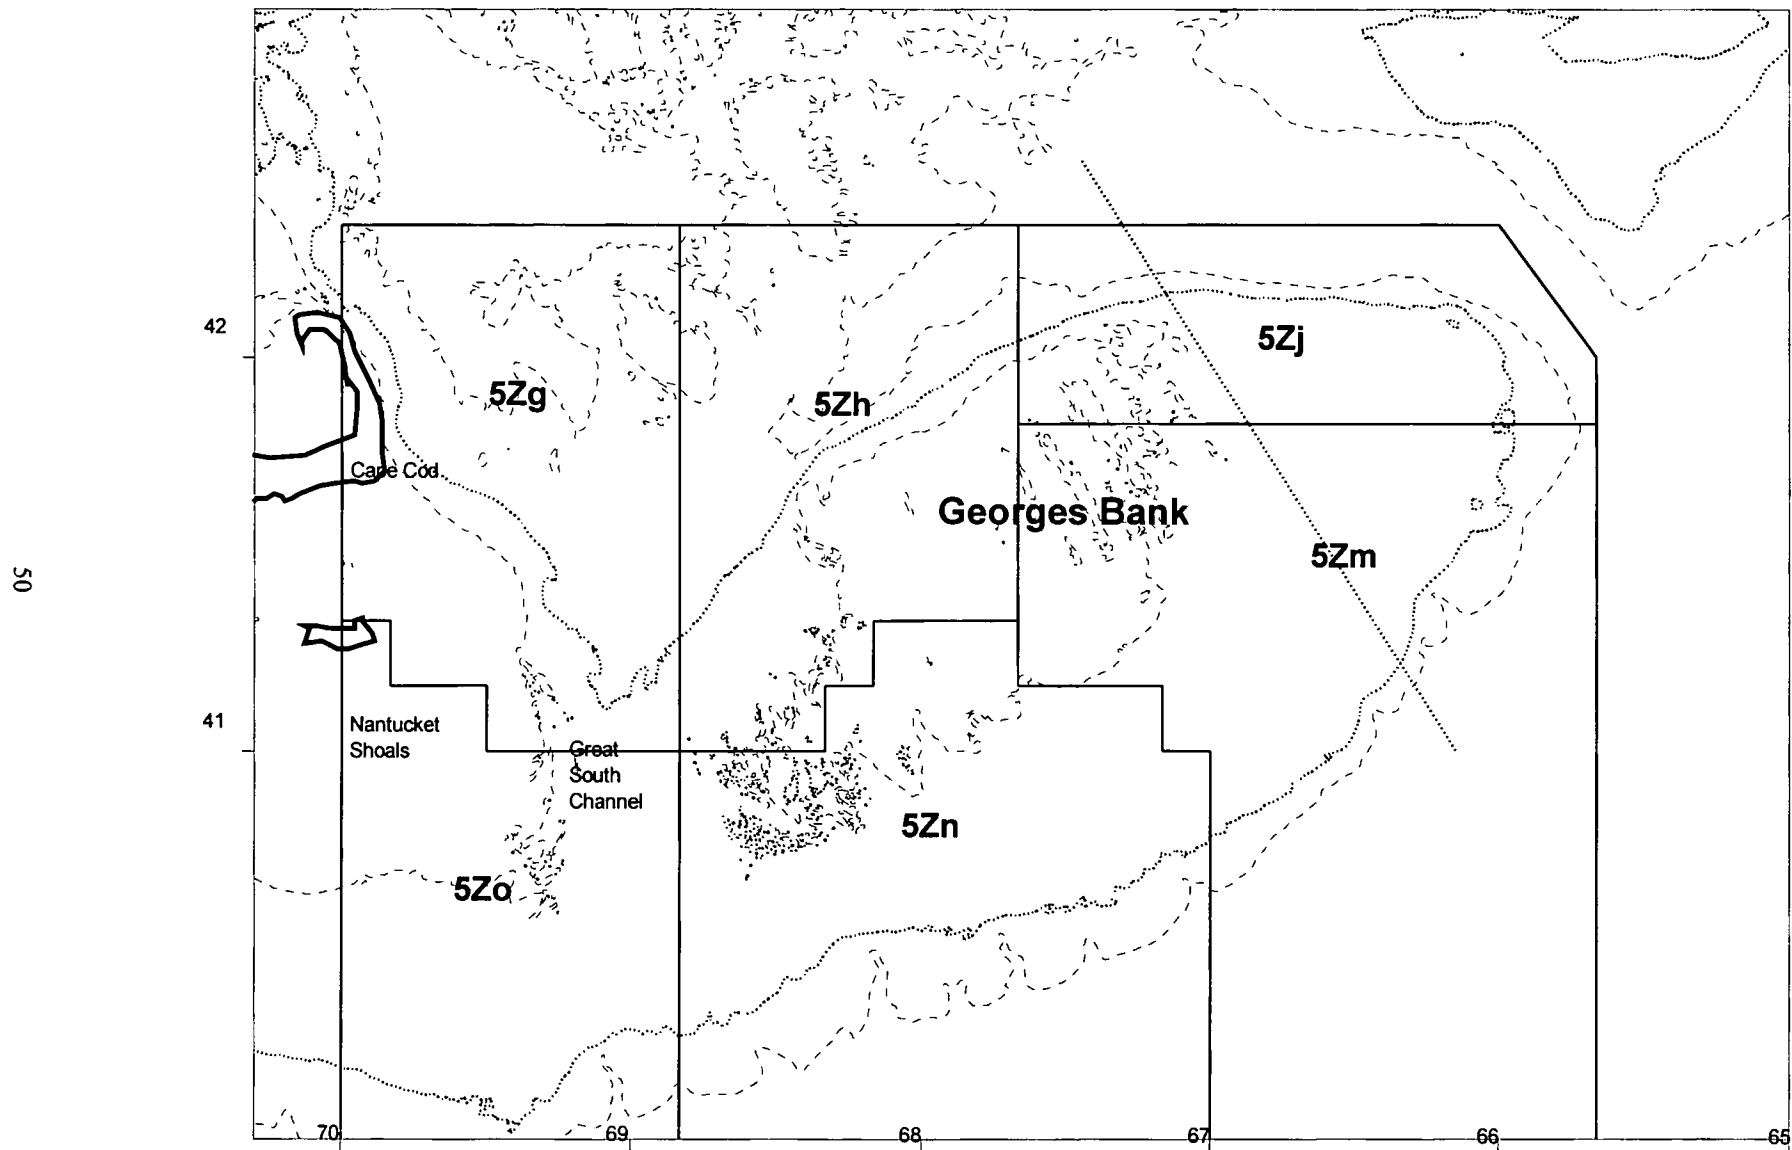 42
5Zj
5Zg
5Zh
Cape Cod
Georges Bank
5Zm
50
41
Nantucket
Shoals
Great
South
Channel
5Zn
5Zo
70
69
68
67
66
65